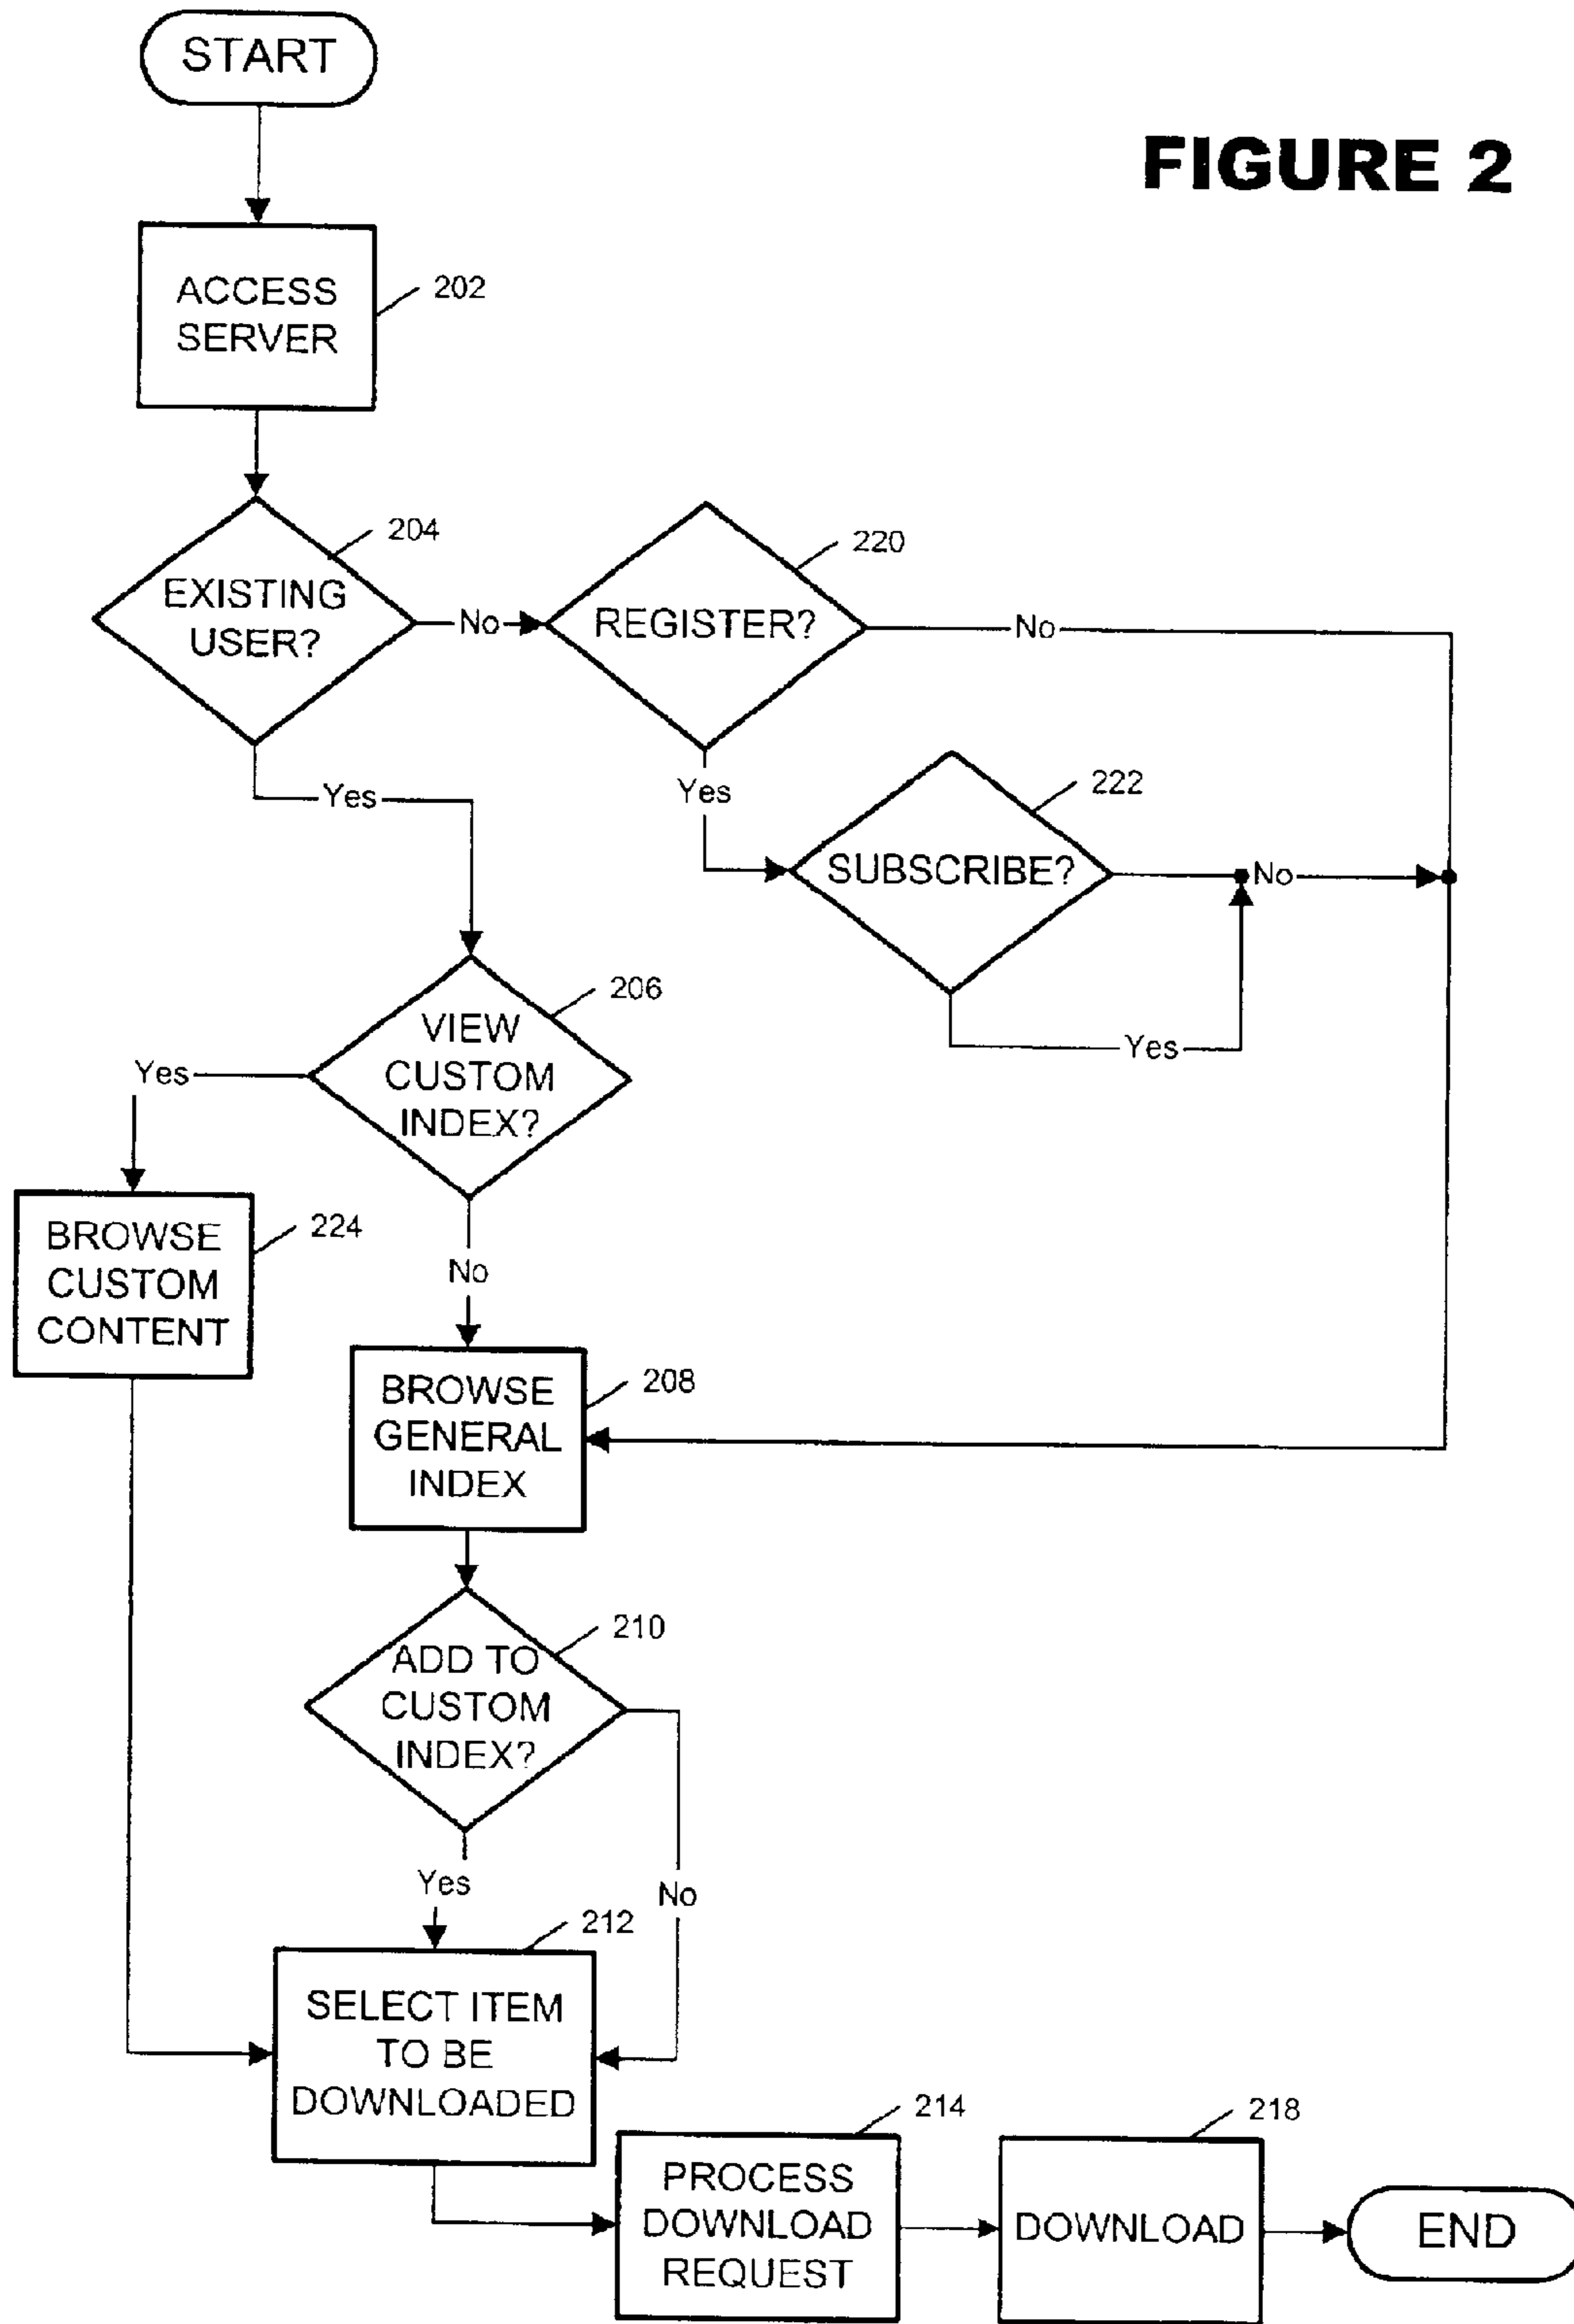 START
FIGURE 2
ACCESS
SERVER
202
EXISTING
USER?
204
No
REGISTER?
220
No
Yes
Yes
SUBSCRIBE?
222
No
Yes
VIEW
CUSTOM
INDEX?
206
Yes
BROWSE
CUSTOM
CONTENT
224
No
BROWSE
GENERAL
INDEX
208
ADD TO
CUSTOM
INDEX?
210
Yes
No
SELECT ITEM
TO BE
DOWNLOADED
212
PROCESS
DOWNLOAD
REQUEST
214
DOWNLOAD
218
END